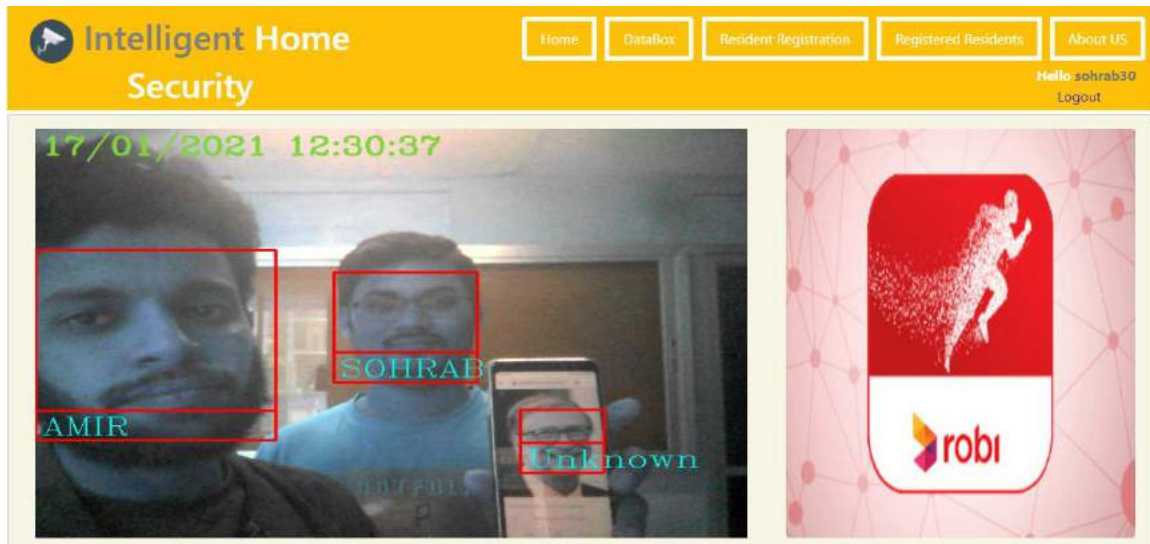 Intelligent Home
Security
Home
DataBox
Resident Registration
Registered Residents
About US
Hello sohrab30
Logout
17/01/2021 12:30:37
SOHRAB
AMIR
Unknown
robi